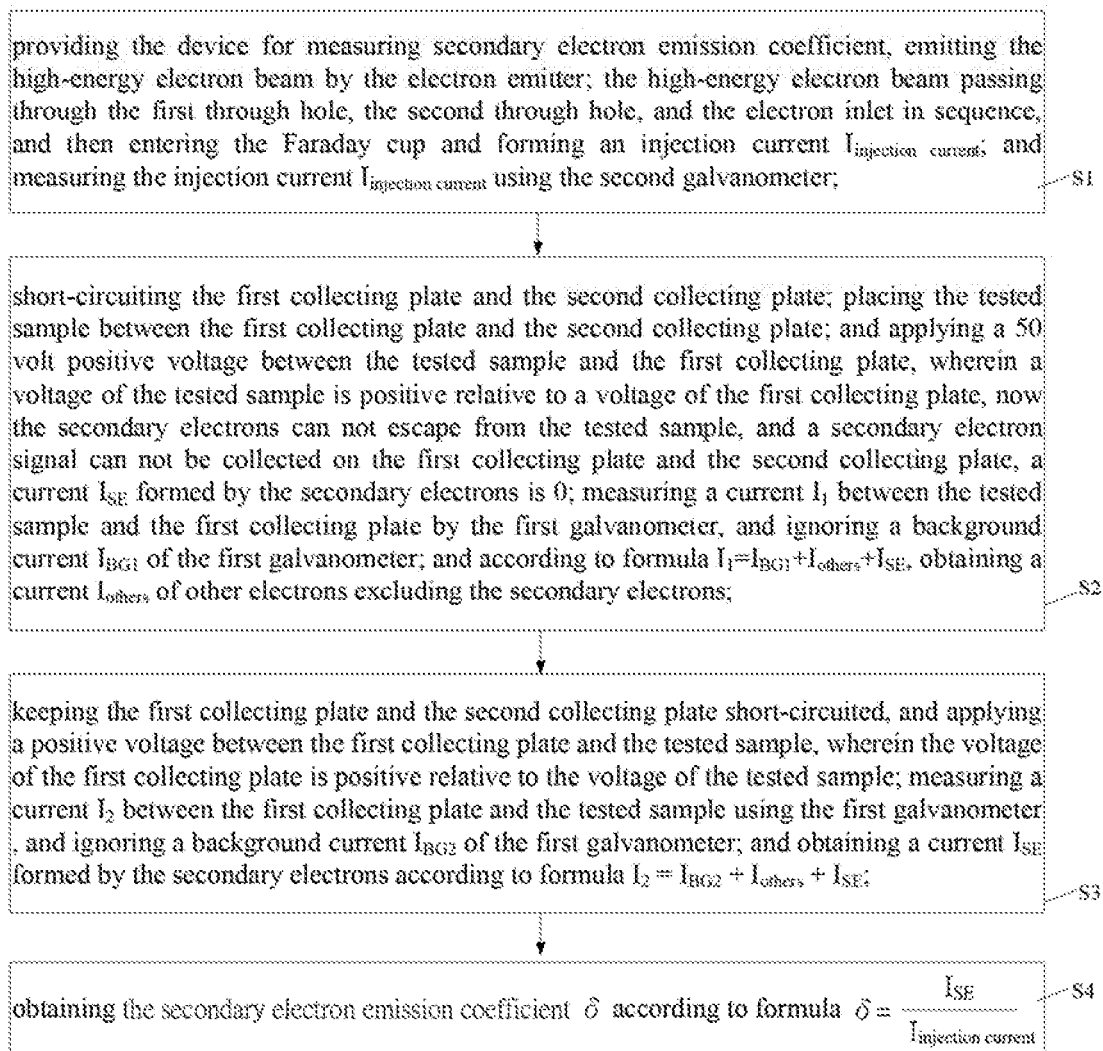 providing the device for measuring secondary electron emission coefficient, emitting the
high-energy electron beam by the electron emitter; the high-energy electron beam passing
through the first through hole, the second through hole, and the electron inlet in sequence,
and then entering the Faraday cup and forming an injection current I_injection current; and
measuring the injection current I_injection current using the second galvanometer;
S1
short-circuiting the first collecting plate and the second collecting plate; placing the tested
sample between the first collecting plate and the second collecting plate; and applying a 50
volt positive voltage between the tested sample and the first collecting plate, wherein a
voltage of the tested sample is positive relative to a voltage of the first collecting plate, now
the secondary electrons can not escape from the tested sample, and a secondary electron
signal can not be collected on the first collecting plate and the second collecting plate, a
current I_SE formed by the secondary electrons is 0; measuring a current I_1 between the tested
sample and the first collecting plate by the first galvanometer, and ignoring a background
current I_BG1 of the first galvanometer; and according to formula I_1=I_BG1+I_others+I_SE, obtaining a
current I_others of other electrons excluding the secondary electrons;
S2
keeping the first collecting plate and the second collecting plate short-circuited, and applying
a positive voltage between the first collecting plate and the tested sample, wherein the voltage
of the first collecting plate is positive relative to the voltage of the tested sample; measuring a
current I_2 between the first collecting plate and the tested sample using the first galvanometer
, and ignoring a background current I_BG2 of the first galvanometer; and obtaining a current I_SE
formed by the secondary electrons according to formula I_2 = I_BG2 + I_others + I_SE;
S3
obtaining the secondary electron emission coefficient δ according to formula δ = I_SE / I_injection current
S4